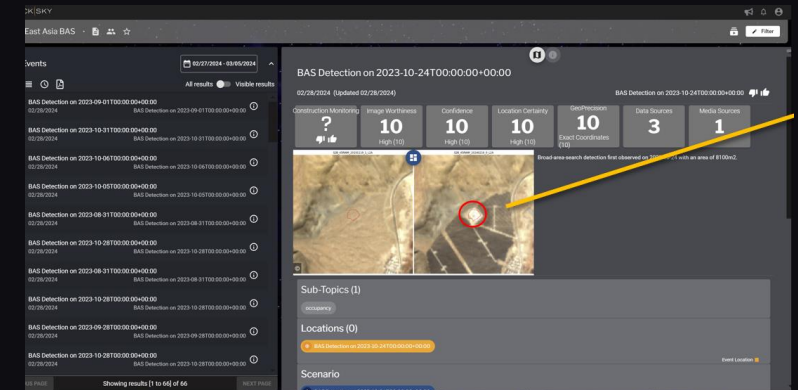 CK|SKY
East Asia BAS
Filter
Events
02/27/2024 - 03/05/2024
All results
Visible results
BAS Detection on 2023-09-01T00:00:00+00:00
02/28/2024 BAS Detection on 2023-09-01T00:00:00+00:00
BAS Detection on 2023-10-31T00:00:00+00:00
02/28/2024 BAS Detection on 2023-10-31T00:00:00+00:00
BAS Detection on 2023-10-06T00:00:00+00:00
02/28/2024 BAS Detection on 2023-10-06T00:00:00+00:00
BAS Detection on 2023-10-05T00:00:00+00:00
02/28/2024 BAS Detection on 2023-10-05T00:00:00+00:00
BAS Detection on 2023-08-31T00:00:00+00:00
02/28/2024 BAS Detection on 2023-08-31T00:00:00+00:00
BAS Detection on 2023-10-28T00:00:00+00:00
02/28/2024 BAS Detection on 2023-10-28T00:00:00+00:00
BAS Detection on 2023-08-31T00:00:00+00:00
02/28/2024 BAS Detection on 2023-08-31T00:00:00+00:00
BAS Detection on 2023-10-28T00:00:00+00:00
02/28/2024 BAS Detection on 2023-10-28T00:00:00+00:00
BAS Detection on 2023-09-28T00:00:00+00:00
02/28/2024 BAS Detection on 2023-09-28T00:00:00+00:00
BAS Detection on 2023-10-28T00:00:00+00:00
02/28/2024 BAS Detection on 2023-10-28T00:00:00+00:00
US PAGE
Showing results [1 to 66] of 66
NEXT PAGE
BAS Detection on 2023-10-24T00:00:00+00:00
02/28/2024 (Updated 02/28/2024)
BAS Detection on 2023-10-24T00:00:00+00:00
Construction Monitoring
?
Image Worthiness
10
High (10)
Confidence
10
High (10)
Location Certainty
10
High (10)
GeoPrecision
10
Exact Coordinates
(10)
Data Sources
3
Media Sources
1
Broad-area-search detection first observed on 24 with an area of 8100m2.
Sub-Topics (1)
occupancy
Locations (0)
BAS Detection on 2023-10-24T00:00:00+00:00
Event Location
Scenario